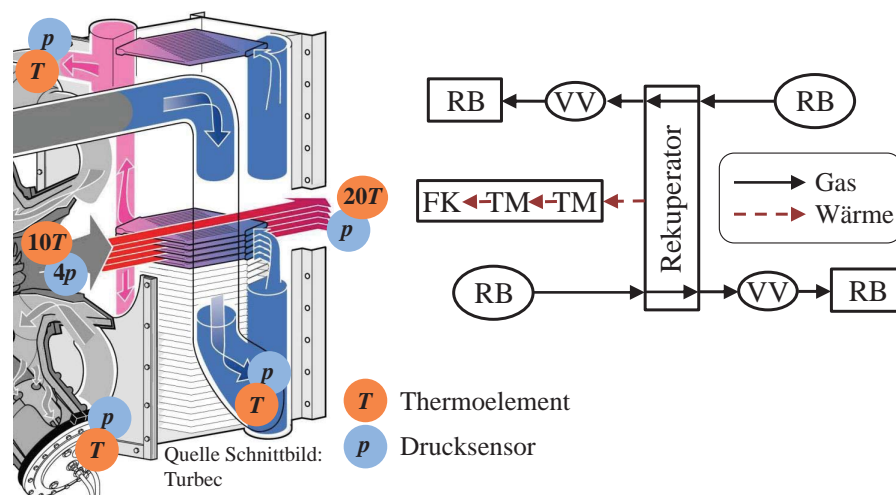 p
T
RB
VV
RB
20T
p
FK
TM
TM
Rekuperator
Gas
Wärme
10T
4p
RB
VV
RB
p
T
T Thermoelement
p
T
p Drucksensor
Quelle Schnittbild:
Turbec